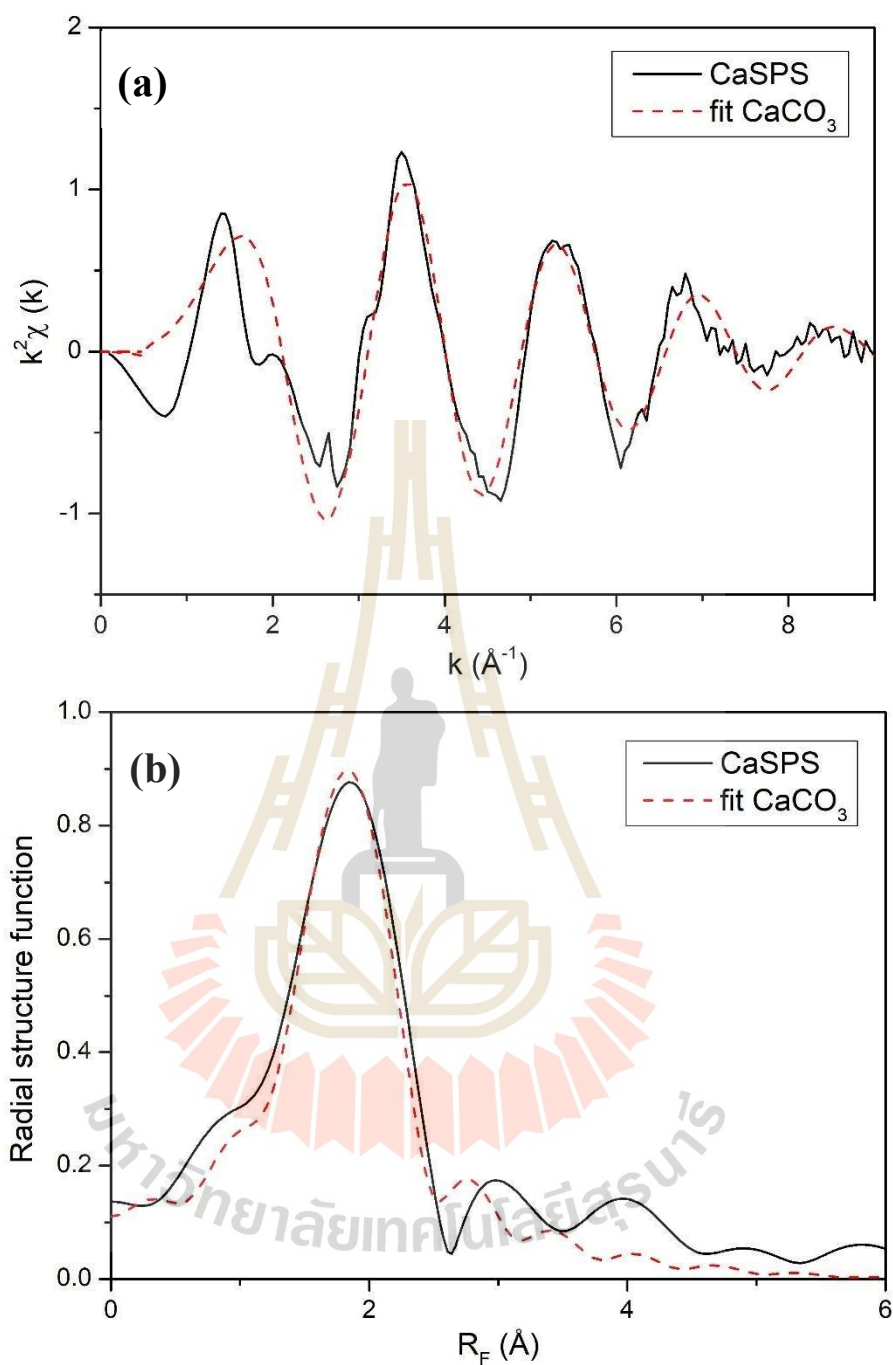 (a)
CaSPS
fit CaCO₃
2
1
0
-1
k²χ (k)
0 2 4 6 8
k (Å⁻¹)
(b)
CaSPS
fit CaCO₃
1.0
0.8
0.6
0.4
0.2
0.0
Radial structure function
0 2 4 6
R_F (Å)
มหาวิทยาลัยเทคโนโลยีสุรนารี